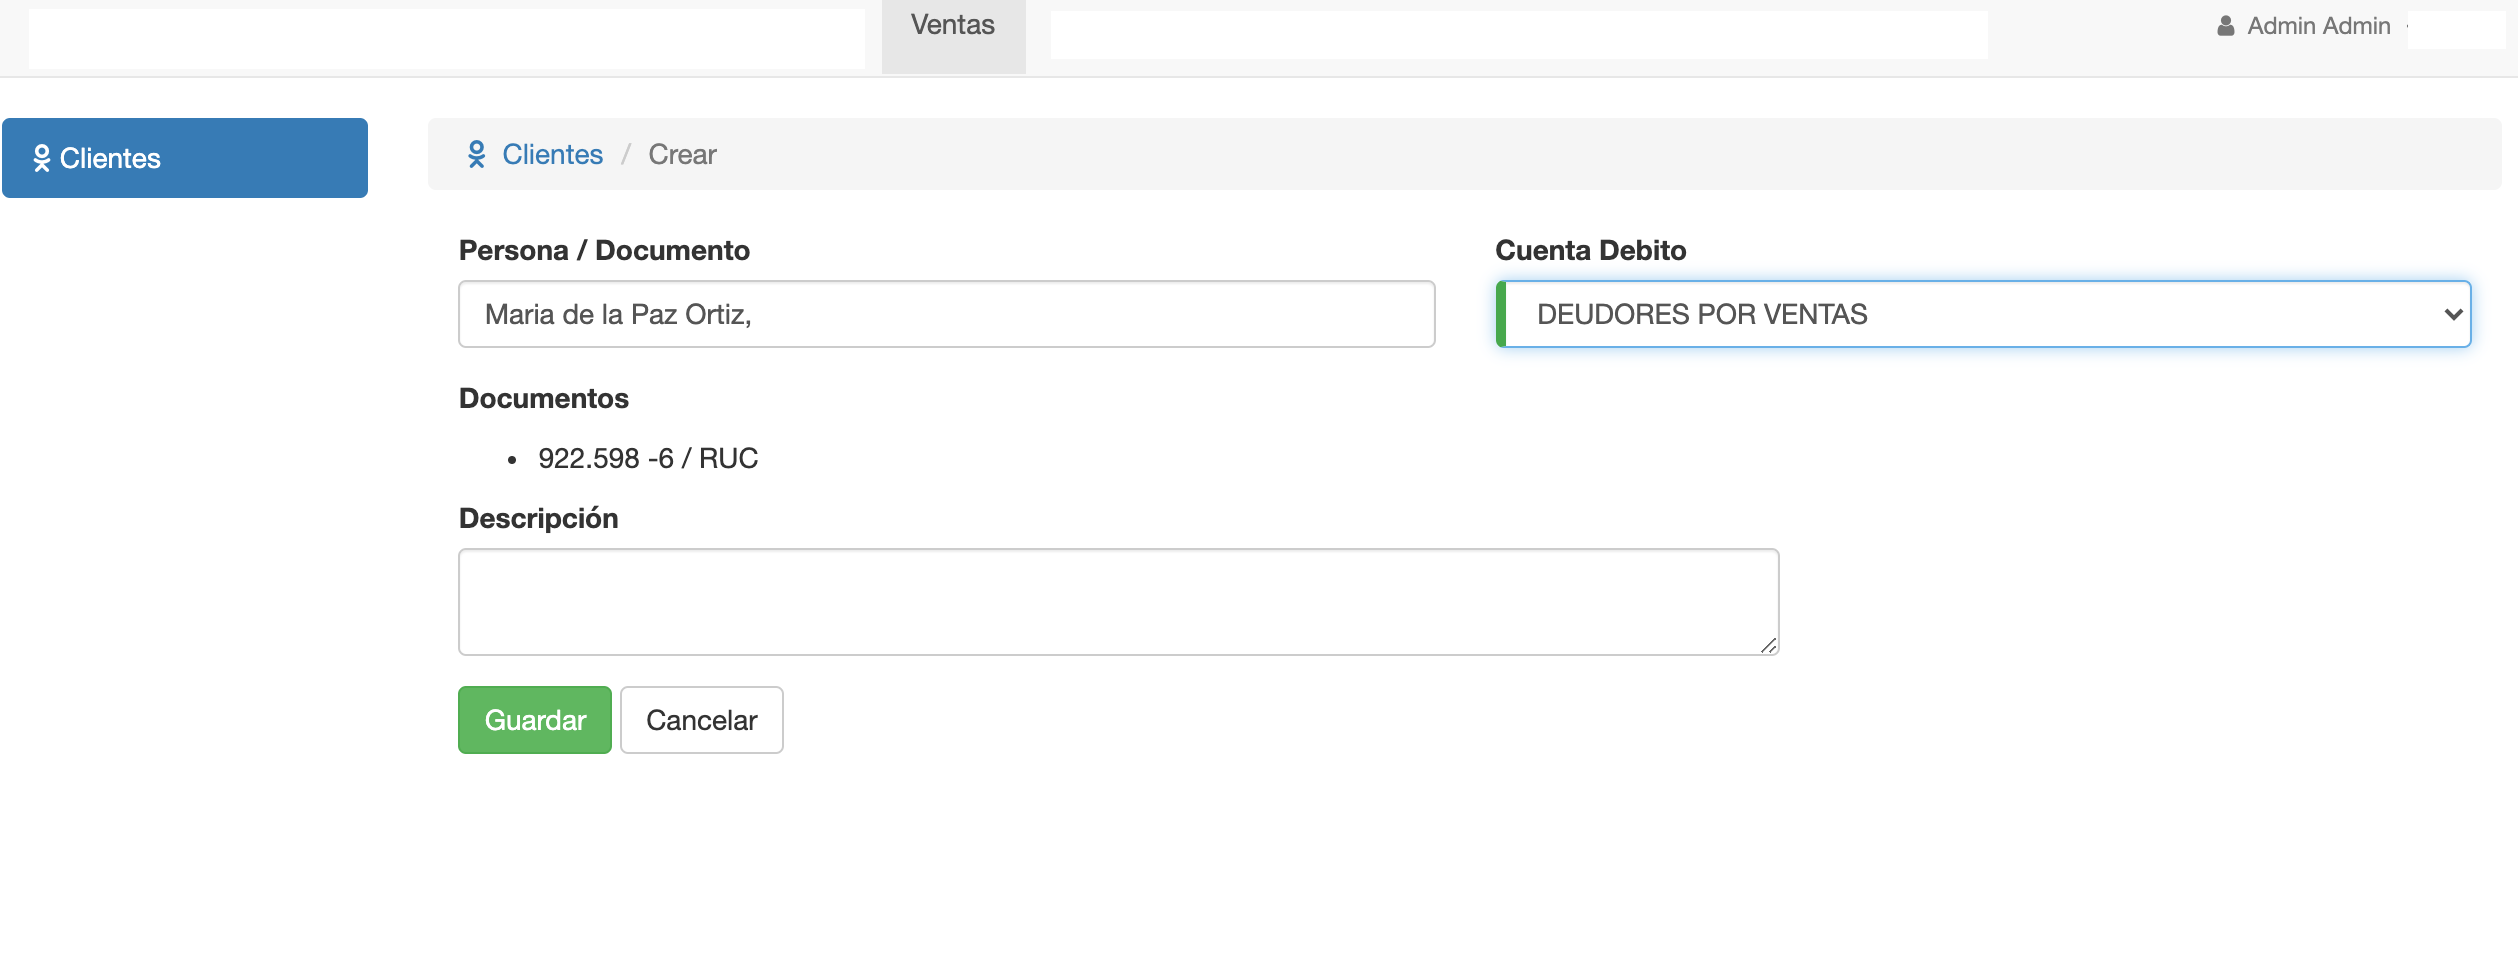 Ventas
Admin Admin
Clientes
Clientes / Crear
Persona / Documento
Maria de la Paz Ortiz,
Cuenta Debito
DEUDORES POR VENTAS
Documentos
• 922.598 -6 / RUC
Descripción
Guardar
Cancelar